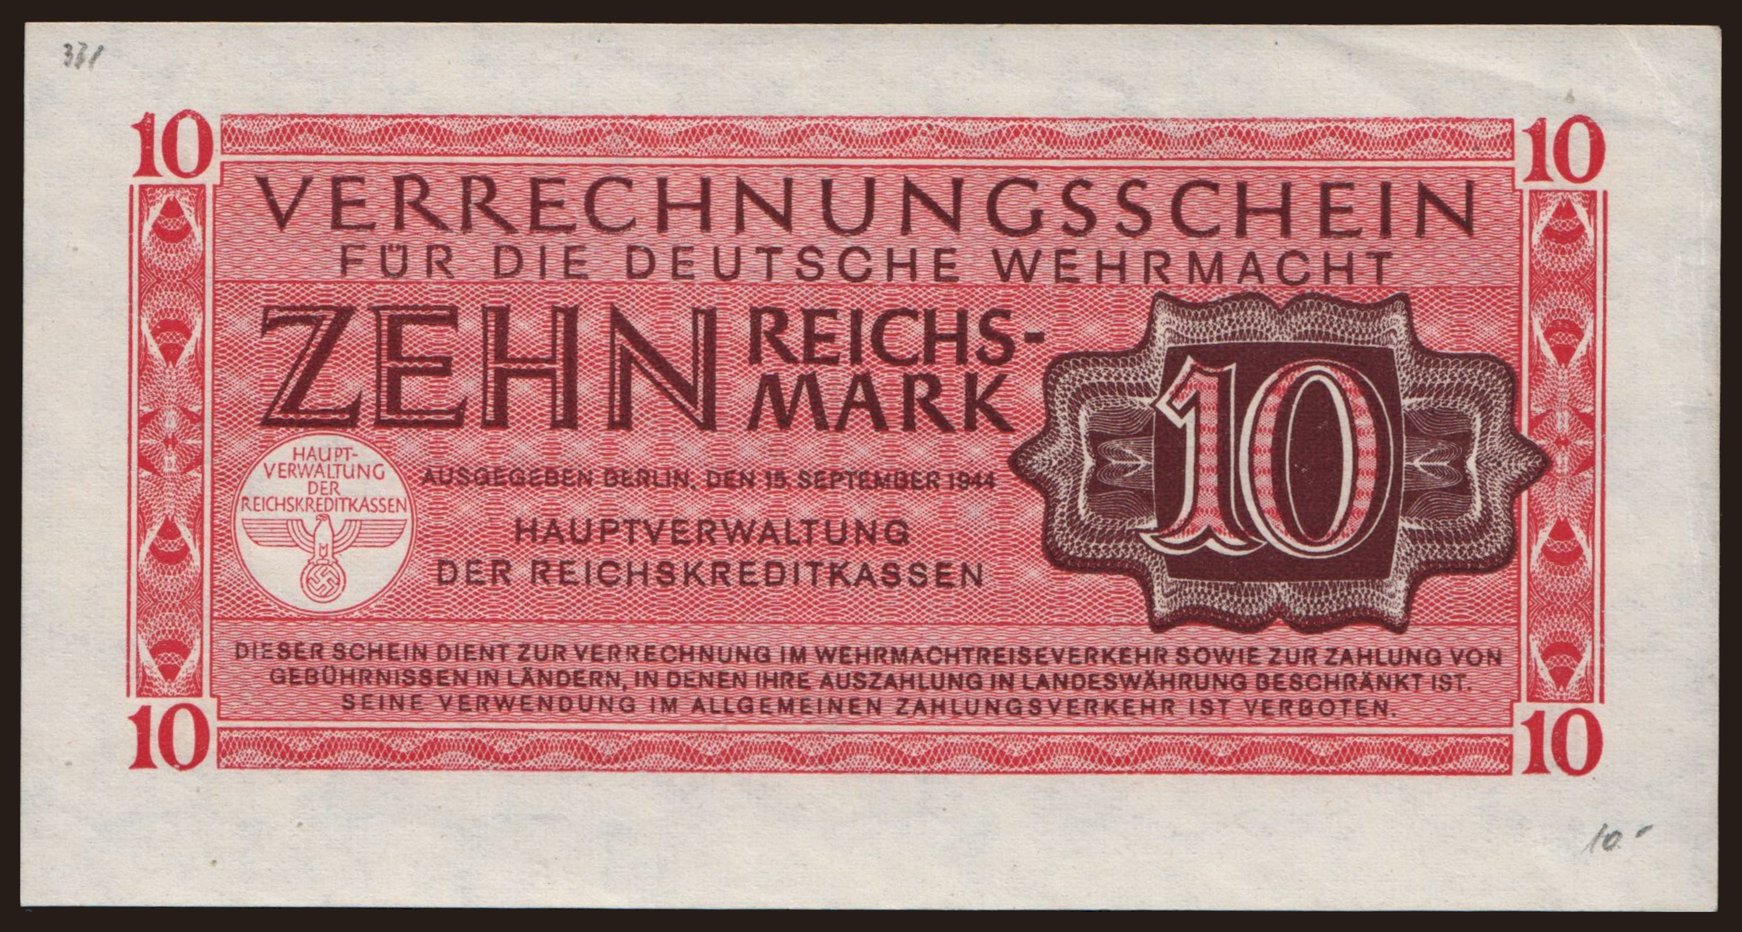 331
10 10
VERRECHNUNGSSCHEIN
FÜR DIE DEUTSCHE WEHRMACHT
ZEHN REICHS-
MARK
10
HAUPT-
VERWALTUNG
DER
REICHSKREDITKASSEN
AUSGEGEBEN BERLIN, DEN 15. SEPTEMBER 1944
HAUPTVERWALTUNG
DER REICHSKREDITKASSEN
DIESER SCHEIN DIENT ZUR VERRECHNUNG IM WEHRMACHTREISEVERKEHR SOWIE ZUR ZAHLUNG VON
GEBÜHRNISSEN IN LÄNDERN, IN DENEN IHRE AUSZAHLUNG IN LANDESWÄHRUNG BESCHRÄNKT IST.
SEINE VERWENDUNG IM ALLGEMEINEN ZAHLUNGSVERKEHR IST VERBOTEN.
10 10
10-